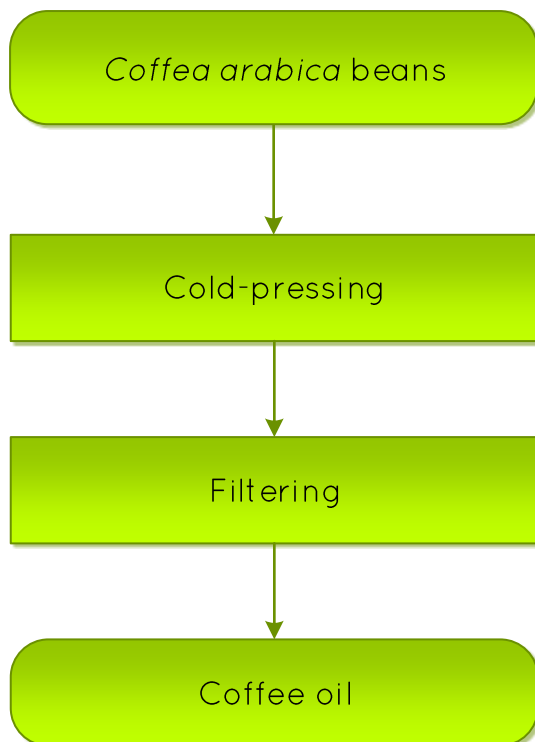 Coffea arabica beans
Cold-pressing
Filtering
Coffee oil